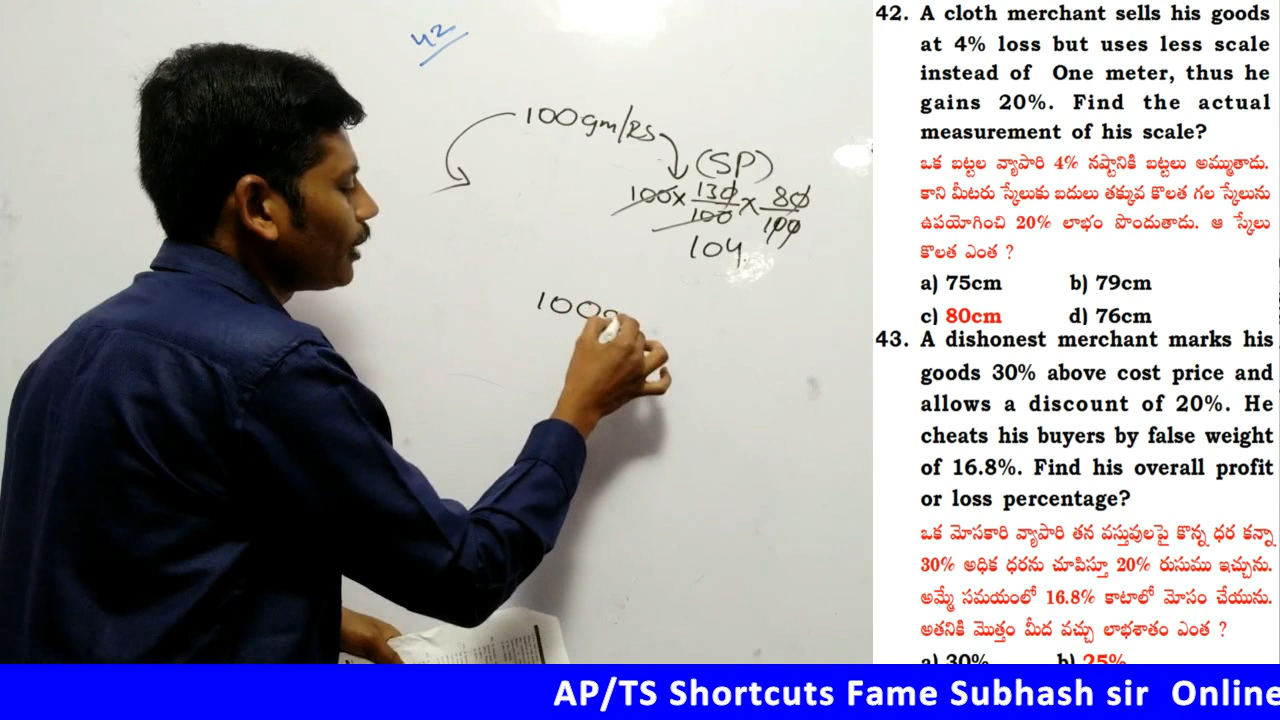 42
100gm/RS
(SP)
100 x 130/100 x 80/100
104
100
42. A cloth merchant sells his goods
at 4% loss but uses less scale
instead of One meter, thus he
gains 20%. Find the actual
measurement of his scale?
ఒక బట్టల వ్యాపారి 4% నష్టానికి బట్టలు అమ్ముతాడు.
కాని మీటరు స్కేలుకు బదులు తక్కువ కొలత గల స్కేలును
ఉపయోగించి 20% లాభం పొందుతాడు. ఆ స్కేలు
కొలత ఎంత ?
a) 75cm b) 79cm
c) 80cm d) 76cm
43. A dishonest merchant marks his
goods 30% above cost price and
allows a discount of 20%. He
cheats his buyers by false weight
of 16.8%. Find his overall profit
or loss percentage?
ఒక మోసకారి వ్యాపారి తన వస్తువులపై కొన్న ధర కన్నా
30% అధిక ధరను చూపిస్తూ 20% రుసుము ఇచ్చును.
అమ్మే సమయంలో 16.8% కాటాలో మోసం చేయును.
అతనికి మొత్తం మీద వచ్చు లాభశాతం ఎంత ?
a) 30% b) 25%
AP/TS Shortcuts Fame Subhash sir Online